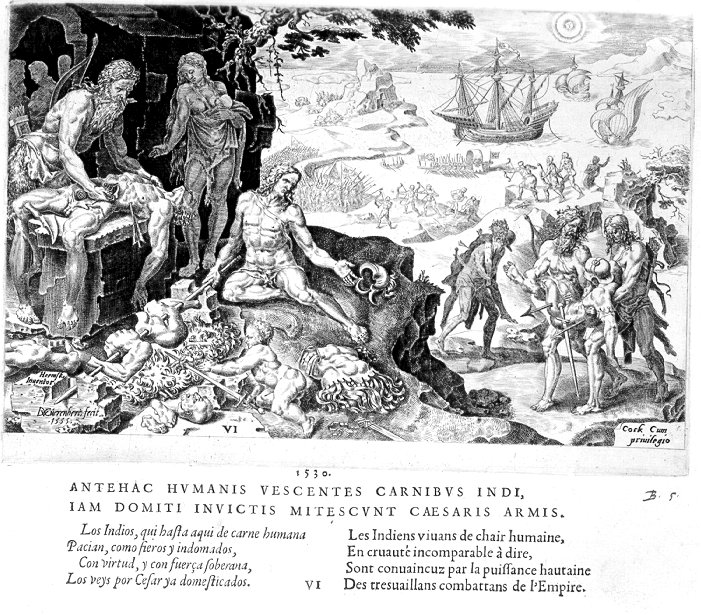 Heemsk.
Inventor
DVCüerenhert fecit
1555.
VI
Cock Cum
priuilegio
1530.
ANTEHAC HVMANIS VESCENTES CARNIBVS INDI,
IAM DOMITI INVICTIS MITESCVNT CAESARIS ARMIS.
B. 5.
Los Indios, qui haſta aqui de carne humana
Pacian, como fieros y indomados,
Con virtud, y con fuerça ſoberana,
Los veys por Ceſar ya domeſticados.
Les Indiens viuans de chair humaine,
En cruauté incomparable à dire,
Sont conuaincuz par la puiſſance hautaine
VI Des tresuaillans combattans de l'Empire.